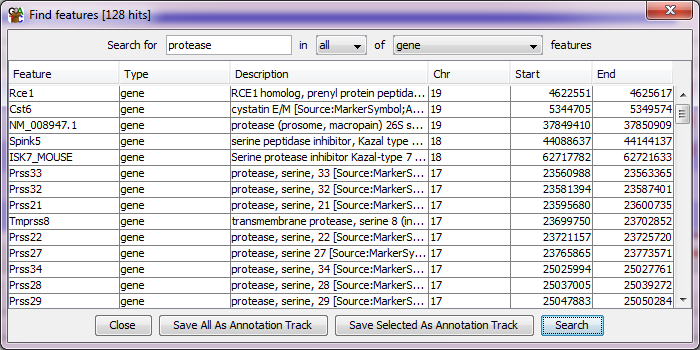 Find features [128 hits]
Search for protease in all of gene features
Feature Type Description Chr Start End
Rce1 gene RCE1 homolog, prenyl protein peptida... 19 4622551 4625617
Cst6 gene cystatin E/M [Source:MarkerSymbol;A... 19 5344705 5349574
NM_008947.1 gene protease (prosome, macropain) 26S s... 19 37849410 37850909
Spink5 gene serine peptidase inhibitor, Kazal type ... 18 44088637 44144137
ISK7_MOUSE gene Serine protease inhibitor Kazal-type 7 ... 18 62717782 62721633
Prss33 gene protease, serine, 33 [Source:MarkerS... 17 23560988 23563365
Prss32 gene protease, serine, 32 [Source:MarkerS... 17 23581394 23587401
Prss21 gene protease, serine, 21 [Source:MarkerS... 17 23595680 23600735
Tmprss8 gene transmembrane protease, serine 8 (in... 17 23699750 23702852
Prss22 gene protease, serine, 22 [Source:MarkerS... 17 23721157 23725720
Prss27 gene protease, serine 27 [Source:MarkerSy... 17 23765865 23773571
Prss34 gene protease, serine, 34 [Source:MarkerS... 17 25025994 25027761
Prss28 gene protease, serine, 28 [Source:MarkerS... 17 25037005 25039272
Prss29 gene protease, serine, 29 [Source:MarkerS... 17 25047883 25050284
Close Save All As Annotation Track Save Selected As Annotation Track Search